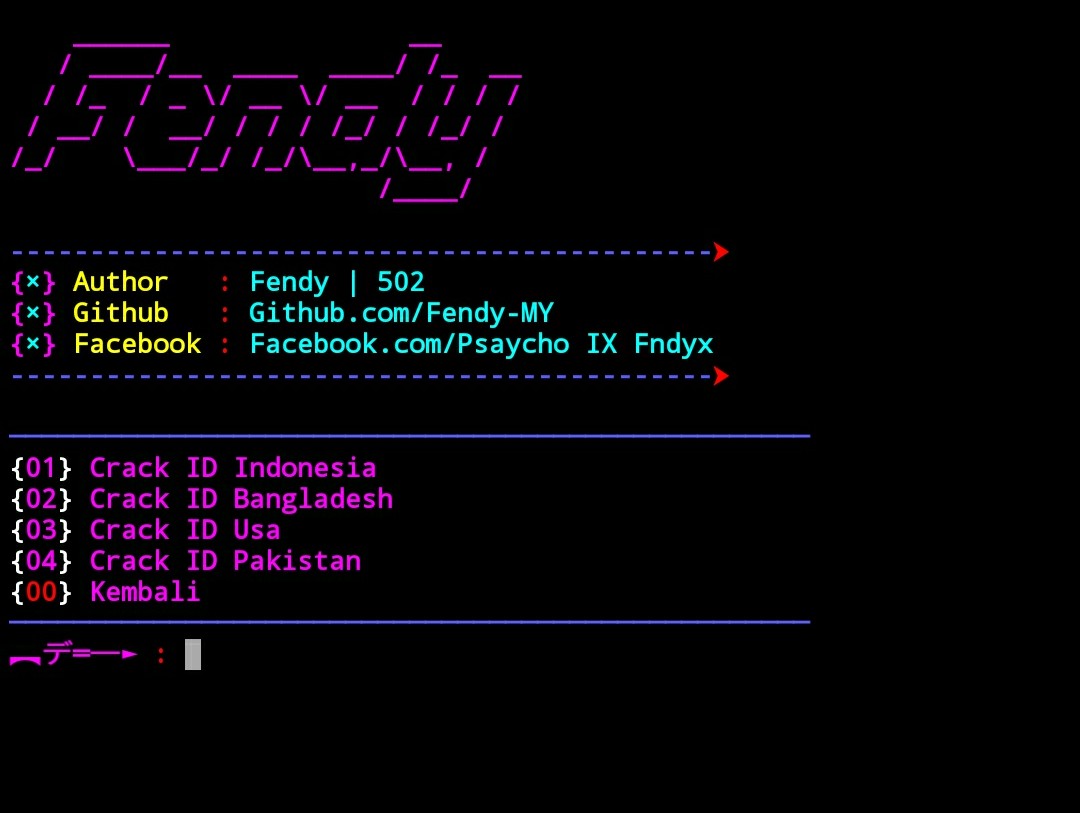 Fendy
{×} Author : Fendy | 502
{×} Github : Github.com/Fendy-MY
{×} Facebook : Facebook.com/Psaycho IX Fndyx
{01} Crack ID Indonesia
{02} Crack ID Bangladesh
{03} Crack ID Usa
{04} Crack ID Pakistan
{00} Kembali
︻デ═一► :